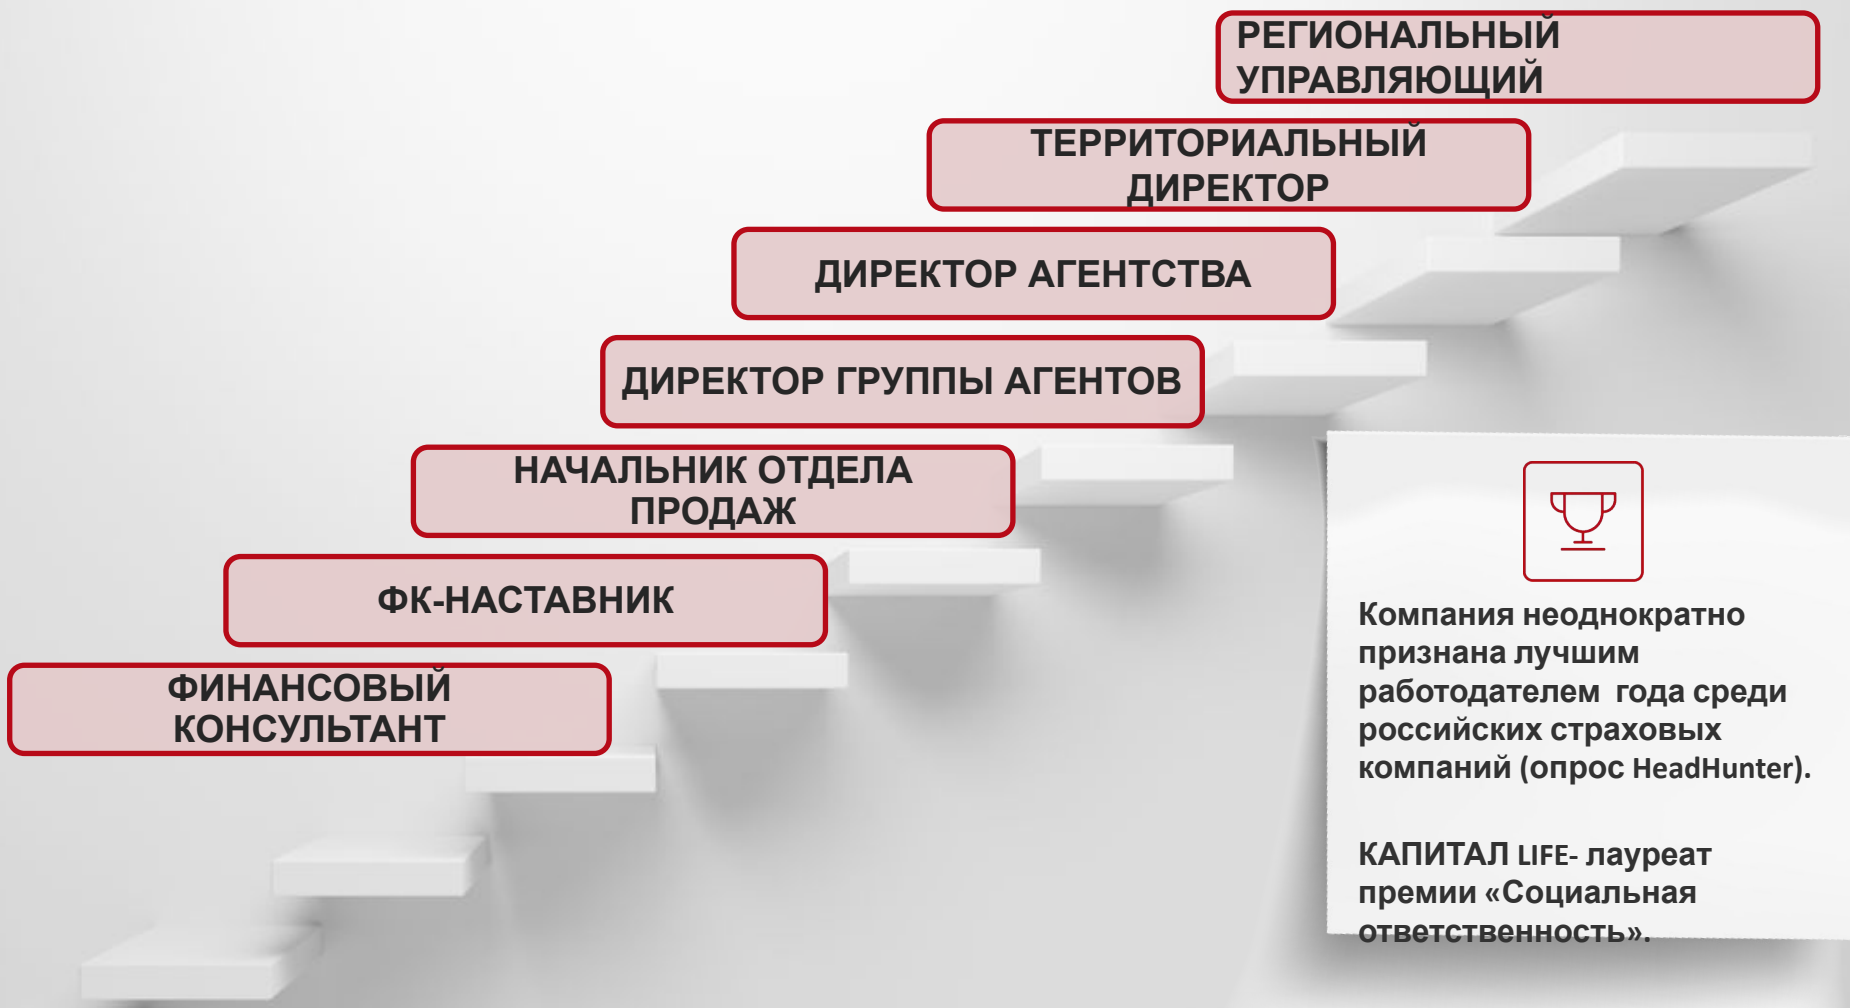 РЕГИОНАЛЬНЫЙ
УПРАВЛЯЮЩИЙ
ТЕРРИТОРИАЛЬНЫЙ
ДИРЕКТОР
ДИРЕКТОР АГЕНТСТВА
ДИРЕКТОР ГРУППЫ АГЕНТОВ
НАЧАЛЬНИК ОТДЕЛА
ПРОДАЖ
ФК-НАСТАВНИК
ФИНАНСОВЫЙ
КОНСУЛЬТАНТ
Компания неоднократно
признана лучшим
работодателем  года среди
российских страховых
компаний (опрос HeadHunter).
КАПИТАЛ LIFE- лауреат
премии «Социальная
ответственность».